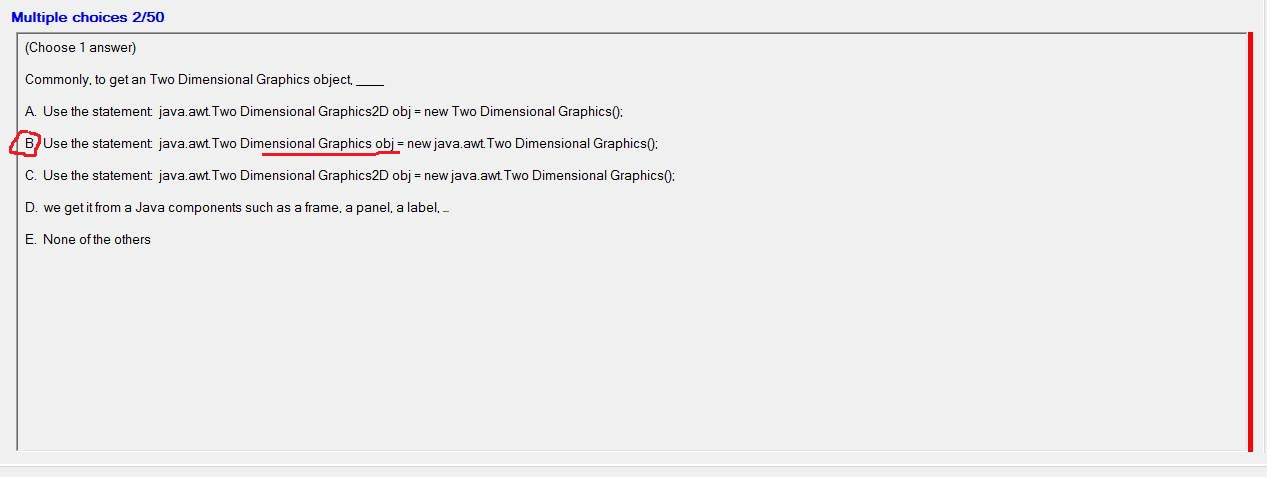 Multiple choices 2/50
(Choose 1 answer)
Commonly, to get an Two Dimensional Graphics object, ____
A. Use the statement: java.awt.Two Dimensional Graphics2D obj = new Two Dimensional Graphics();
B. Use the statement: java.awt.Two Dimensional Graphics obj = new java.awt.Two Dimensional Graphics();
C. Use the statement: java.awt.Two Dimensional Graphics2D obj = new java.awt.Two Dimensional Graphics();
D. we get it from a Java components such as a frame, a panel, a label, ...
E. None of the others